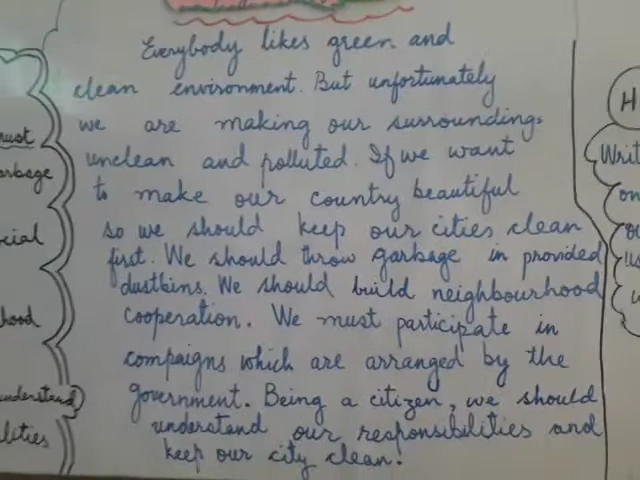 Everybody likes green and
clean environment. But unfortunately
we are making our surroundings
unclean and polluted. If we want
to make our country beautiful
so we should keep our cities clean
first. We should throw garbage in provided
dustbins. We should build neighbourhood
cooperation. We must participate in
campaigns which are arranged by the
government. Being a citizen, we should
understand our responsibilities and
keep our city clean.